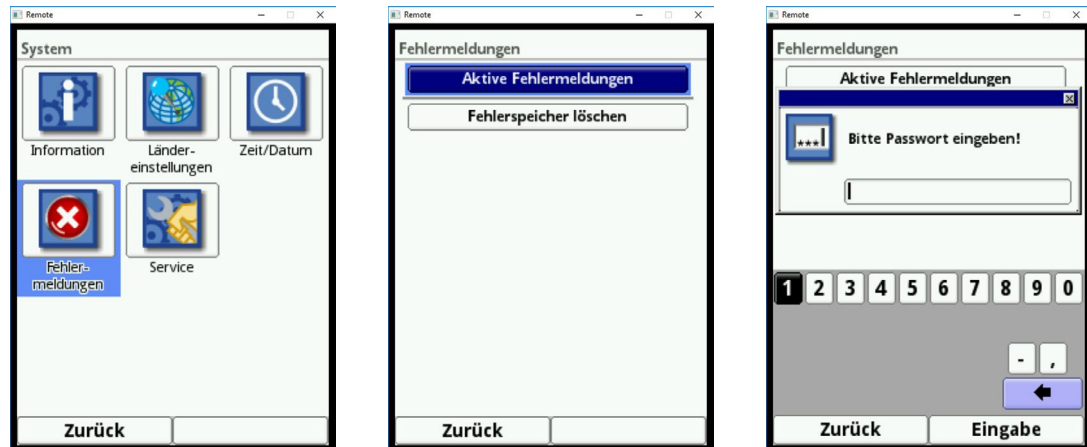 Remote
System
Information
Länder-
einstellungen
Zeit/Datum
Fehler-
meldungen
Service
Zurück
Remote
Fehlermeldungen
Aktive Fehlermeldungen
Fehlerspeicher löschen
Zurück
Remote
Fehlermeldungen
Aktive Fehlermeldungen
***
Bitte Passwort eingeben!
1 2 3 4 5 6 7 8 9 0
- ,
Zurück Eingabe